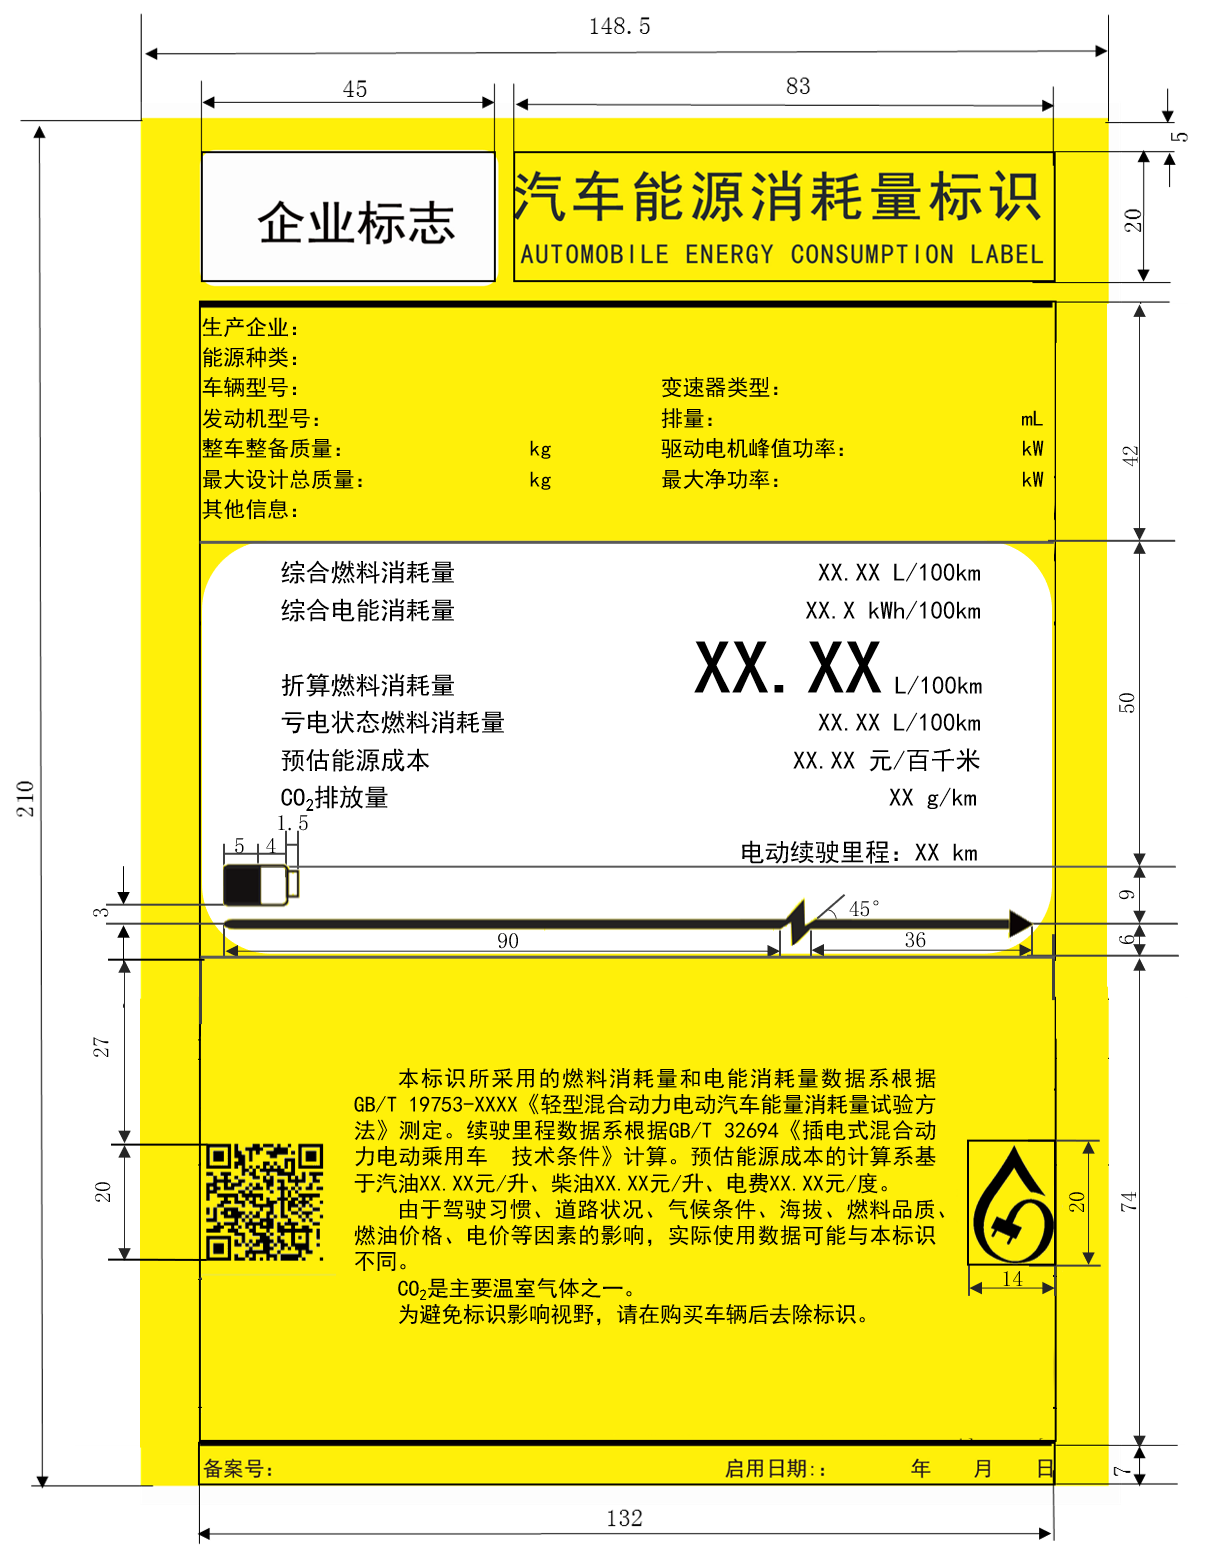 148.5
45
83
5
企业标志
汽车能源消耗量标识
AUTOMOBILE ENERGY CONSUMPTION LABEL
20
生产企业：
能源种类：
车辆型号： 变速器类型：
发动机型号： 排量： mL
整车整备质量： kg 驱动电机峰值功率： kW
最大设计总质量： kg 最大净功率： kW
其他信息：
42
综合燃料消耗量 XX.XX L/100km
综合电能消耗量 XX.X kWh/100km
折算燃料消耗量 XX.XX L/100km
亏电状态燃料消耗量 XX.XX L/100km
预估能源成本 XX.XX 元/百千米
CO₂排放量 XX g/km
50
210
1.5
5 4
电动续驶里程：XX km
9
3
45°
90
36
6
27
本标识所采用的燃料消耗量和电能消耗量数据系根据
GB/T 19753-XXXX《轻型混合动力电动汽车能量消耗量试验方
法》测定。续驶里程数据系根据GB/T 32694《插电式混合动
力电动乘用车 技术条件》计算。预估能源成本的计算系基
于汽油XX.XX元/升、柴油XX.XX元/升、电费XX.XX元/度。
由于驾驶习惯、道路状况、气候条件、海拔、燃料品质、
燃油价格、电价等因素的影响，实际使用数据可能与本标识
不同。
CO₂是主要温室气体之一。
为避免标识影响视野，请在购买车辆后去除标识。
20
20
14
74
备案号： 启用日期：： 年 月 日
7
132